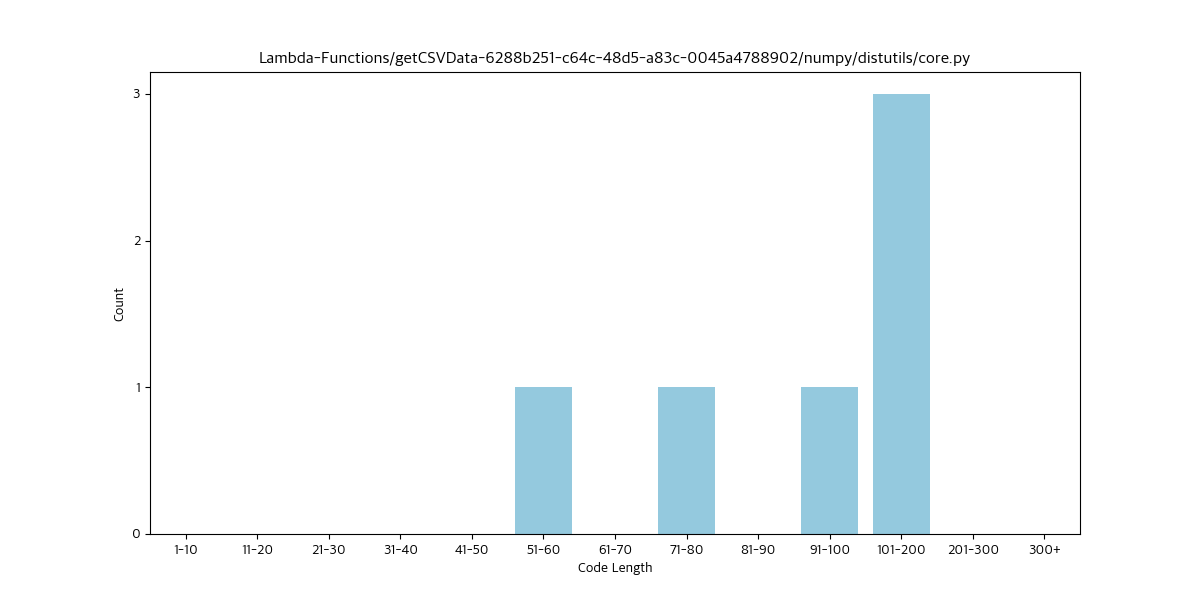 Lambda-Functions/getCSVData-6288b251-c64c-48d5-a83c-0045a4788902/numpy/distutils/core.py
3
2
1
0
Count
1-10 11-20 21-30 31-40 41-50 51-60 61-70 71-80 81-90 91-100 101-200 201-300 300+
Code Length